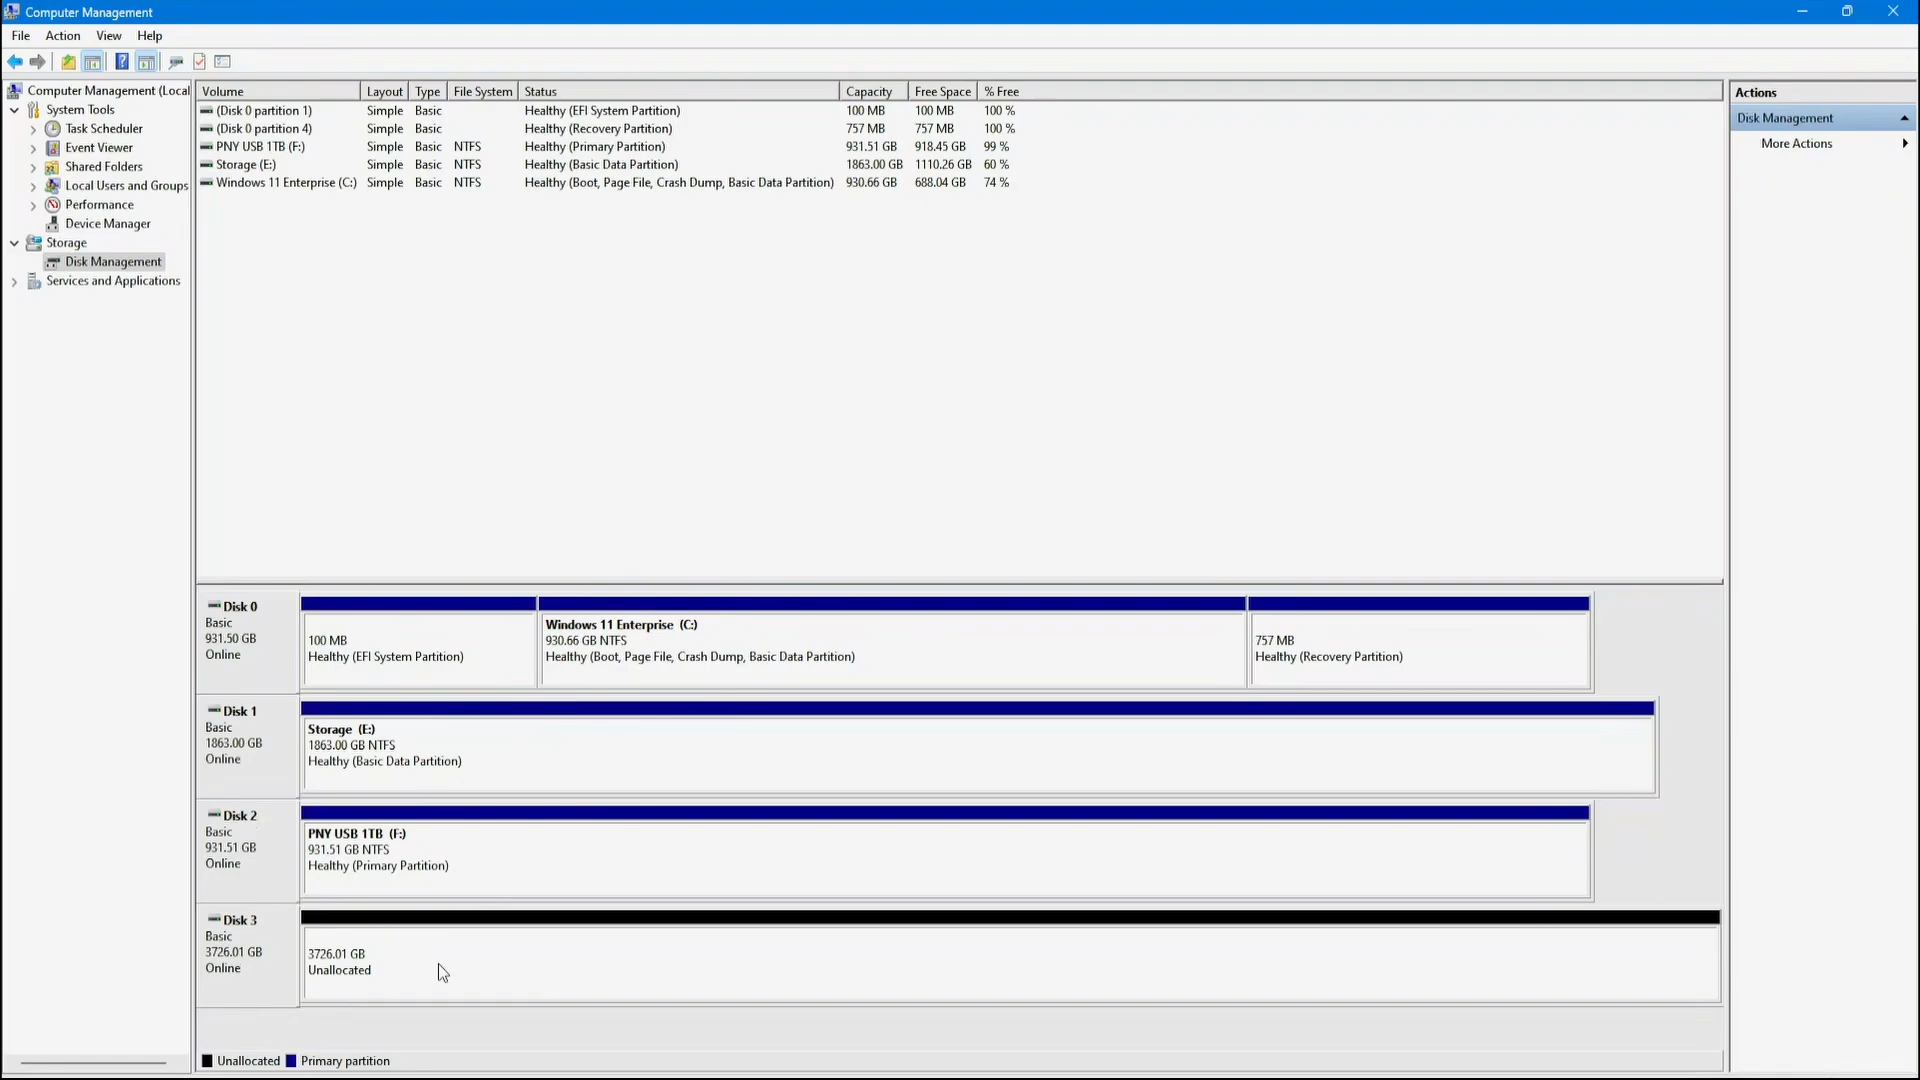 Computer Management
File Action View Help
Computer Management (Local
System Tools
Task Scheduler
Event Viewer
Shared Folders
Local Users and Groups
Performance
Device Manager
Storage
Disk Management
Services and Applications
Volume Layout Type File System Status Capacity Free Space % Free
(Disk 0 partition 1) Simple Basic Healthy (EFI System Partition) 100 MB 100 MB 100 %
(Disk 0 partition 4) Simple Basic Healthy (Recovery Partition) 757 MB 757 MB 100 %
PNY USB 1TB (F:) Simple Basic NTFS Healthy (Primary Partition) 931.51 GB 918.45 GB 99 %
Storage (E:) Simple Basic NTFS Healthy (Basic Data Partition) 1863.00 GB 1110.26 GB 60 %
Windows 11 Enterprise (C:) Simple Basic NTFS Healthy (Boot, Page File, Crash Dump, Basic Data Partition) 930.66 GB 688.04 GB 74 %
Disk 0
Basic
931.50 GB
Online
100 MB
Healthy (EFI System Partition)
Windows 11 Enterprise (C:)
930.66 GB NTFS
Healthy (Boot, Page File, Crash Dump, Basic Data Partition)
757 MB
Healthy (Recovery Partition)
Disk 1
Basic
1863.00 GB
Online
Storage (E:)
1863.00 GB NTFS
Healthy (Basic Data Partition)
Disk 2
Basic
931.51 GB
Online
PNY USB 1TB (F:)
931.51 GB NTFS
Healthy (Primary Partition)
Disk 3
Basic
3726.01 GB
Online
3726.01 GB
Unallocated
Unallocated Primary partition
Actions
Disk Management
More Actions